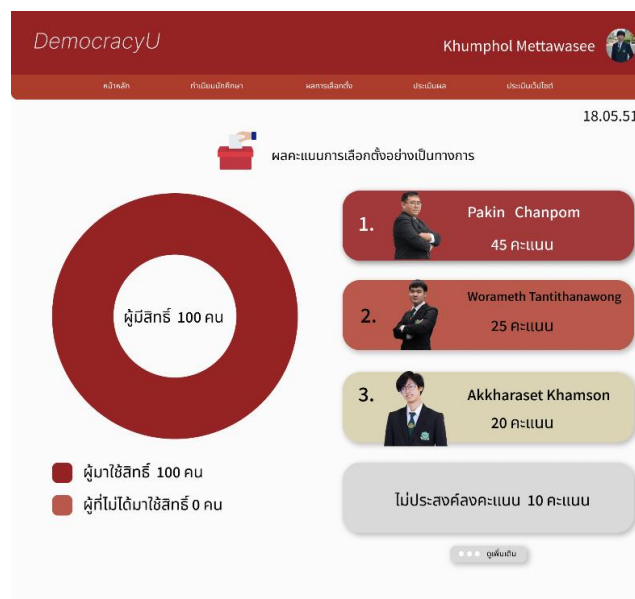 DemocracyU
Khumphol Mettawasee
หน้าหลัก ทำเนียบนักศึกษา ผลการเลือกตั้ง ประเมินผล ประเมินเว็ปไซต์
18.05.51
ผลคะแนนการเลือกตั้งอย่างเป็นทางการ
ผู้มีสิทธิ์ 100 คน
ผู้มาใช้สิทธิ์ 100 คน
ผู้ที่ไม่ได้มาใช้สิทธิ์ 0 คน
1. Pakin Chanpom
45 คะแนน
2. Worameth Tantithanawong
25 คะแนน
3. Akkharaset Khamson
20 คะแนน
ไม่ประสงค์ลงคะแนน 10 คะแนน
ดูเพิ่มเติม